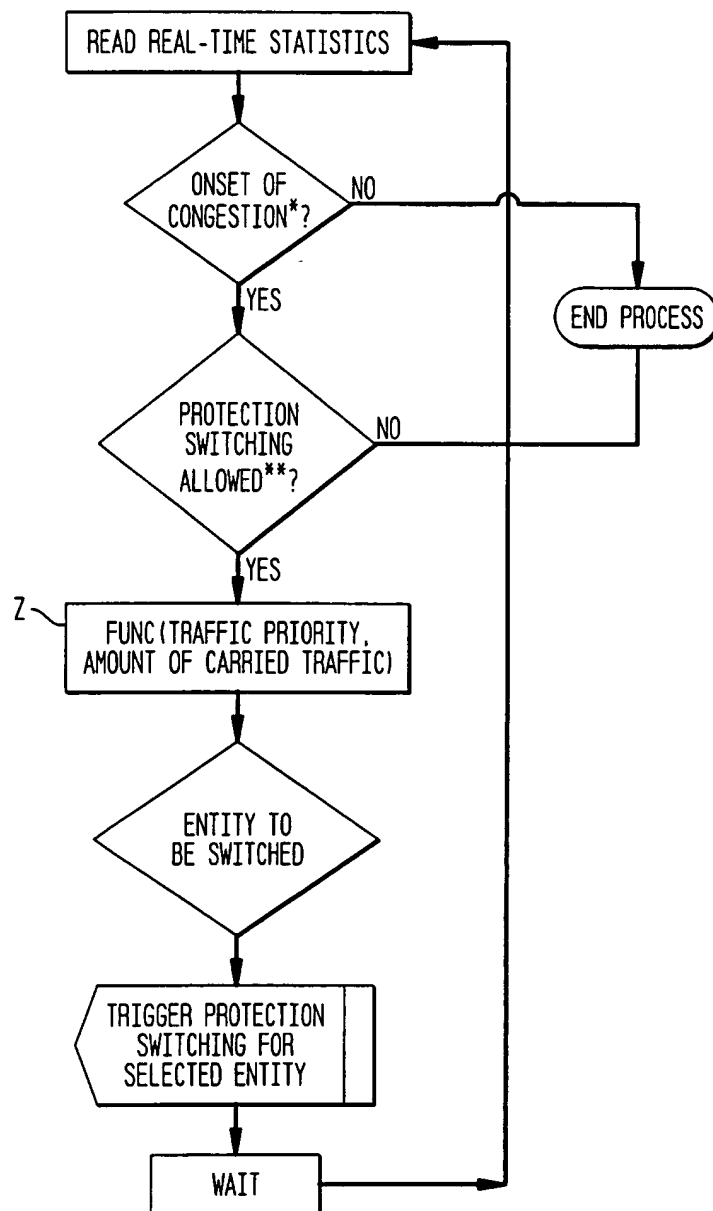 READ REAL-TIME STATISTICS
ONSET OF
CONGESTION*?
NO
YES
END PROCESS
PROTECTION
SWITCHING
ALLOWED**?
NO
YES
Z
FUNC(TRAFFIC PRIORITY,
AMOUNT OF CARRIED TRAFFIC)
ENTITY TO
BE SWITCHED
TRIGGER PROTECTION
SWITCHING FOR
SELECTED ENTITY
WAIT